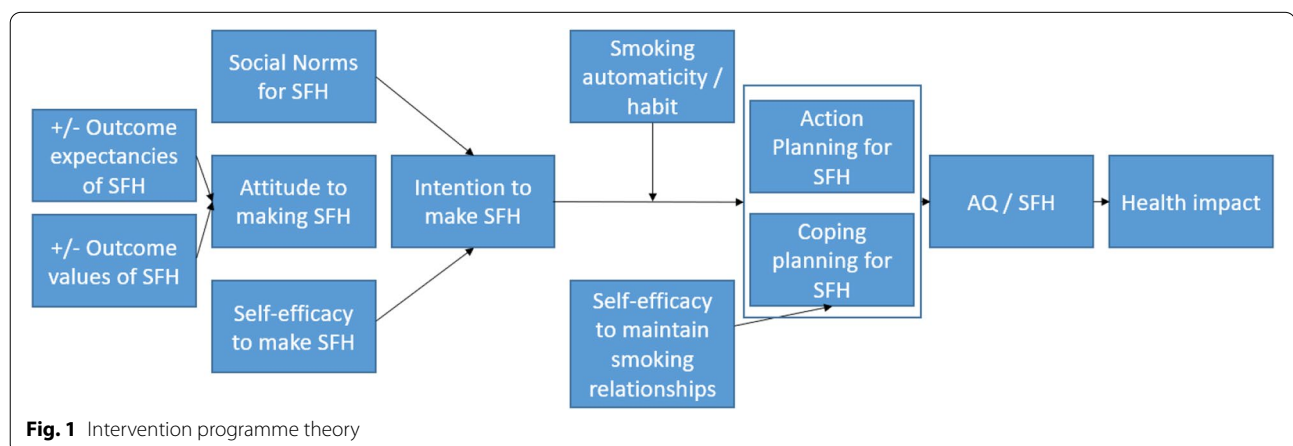 Social Norms
for SFH
+/- Outcome
expectancies
of SFH
+/- Outcome
values of SFH
Attitude to
making SFH
Self-efficacy
to make SFH
Intention to
make SFH
Smoking
automaticity /
habit
Self-efficacy
to maintain
smoking
relationships
Action
Planning for
SFH
Coping
planning for
SFH
AQ / SFH
Health impact
Fig. 1 Intervention programme theory